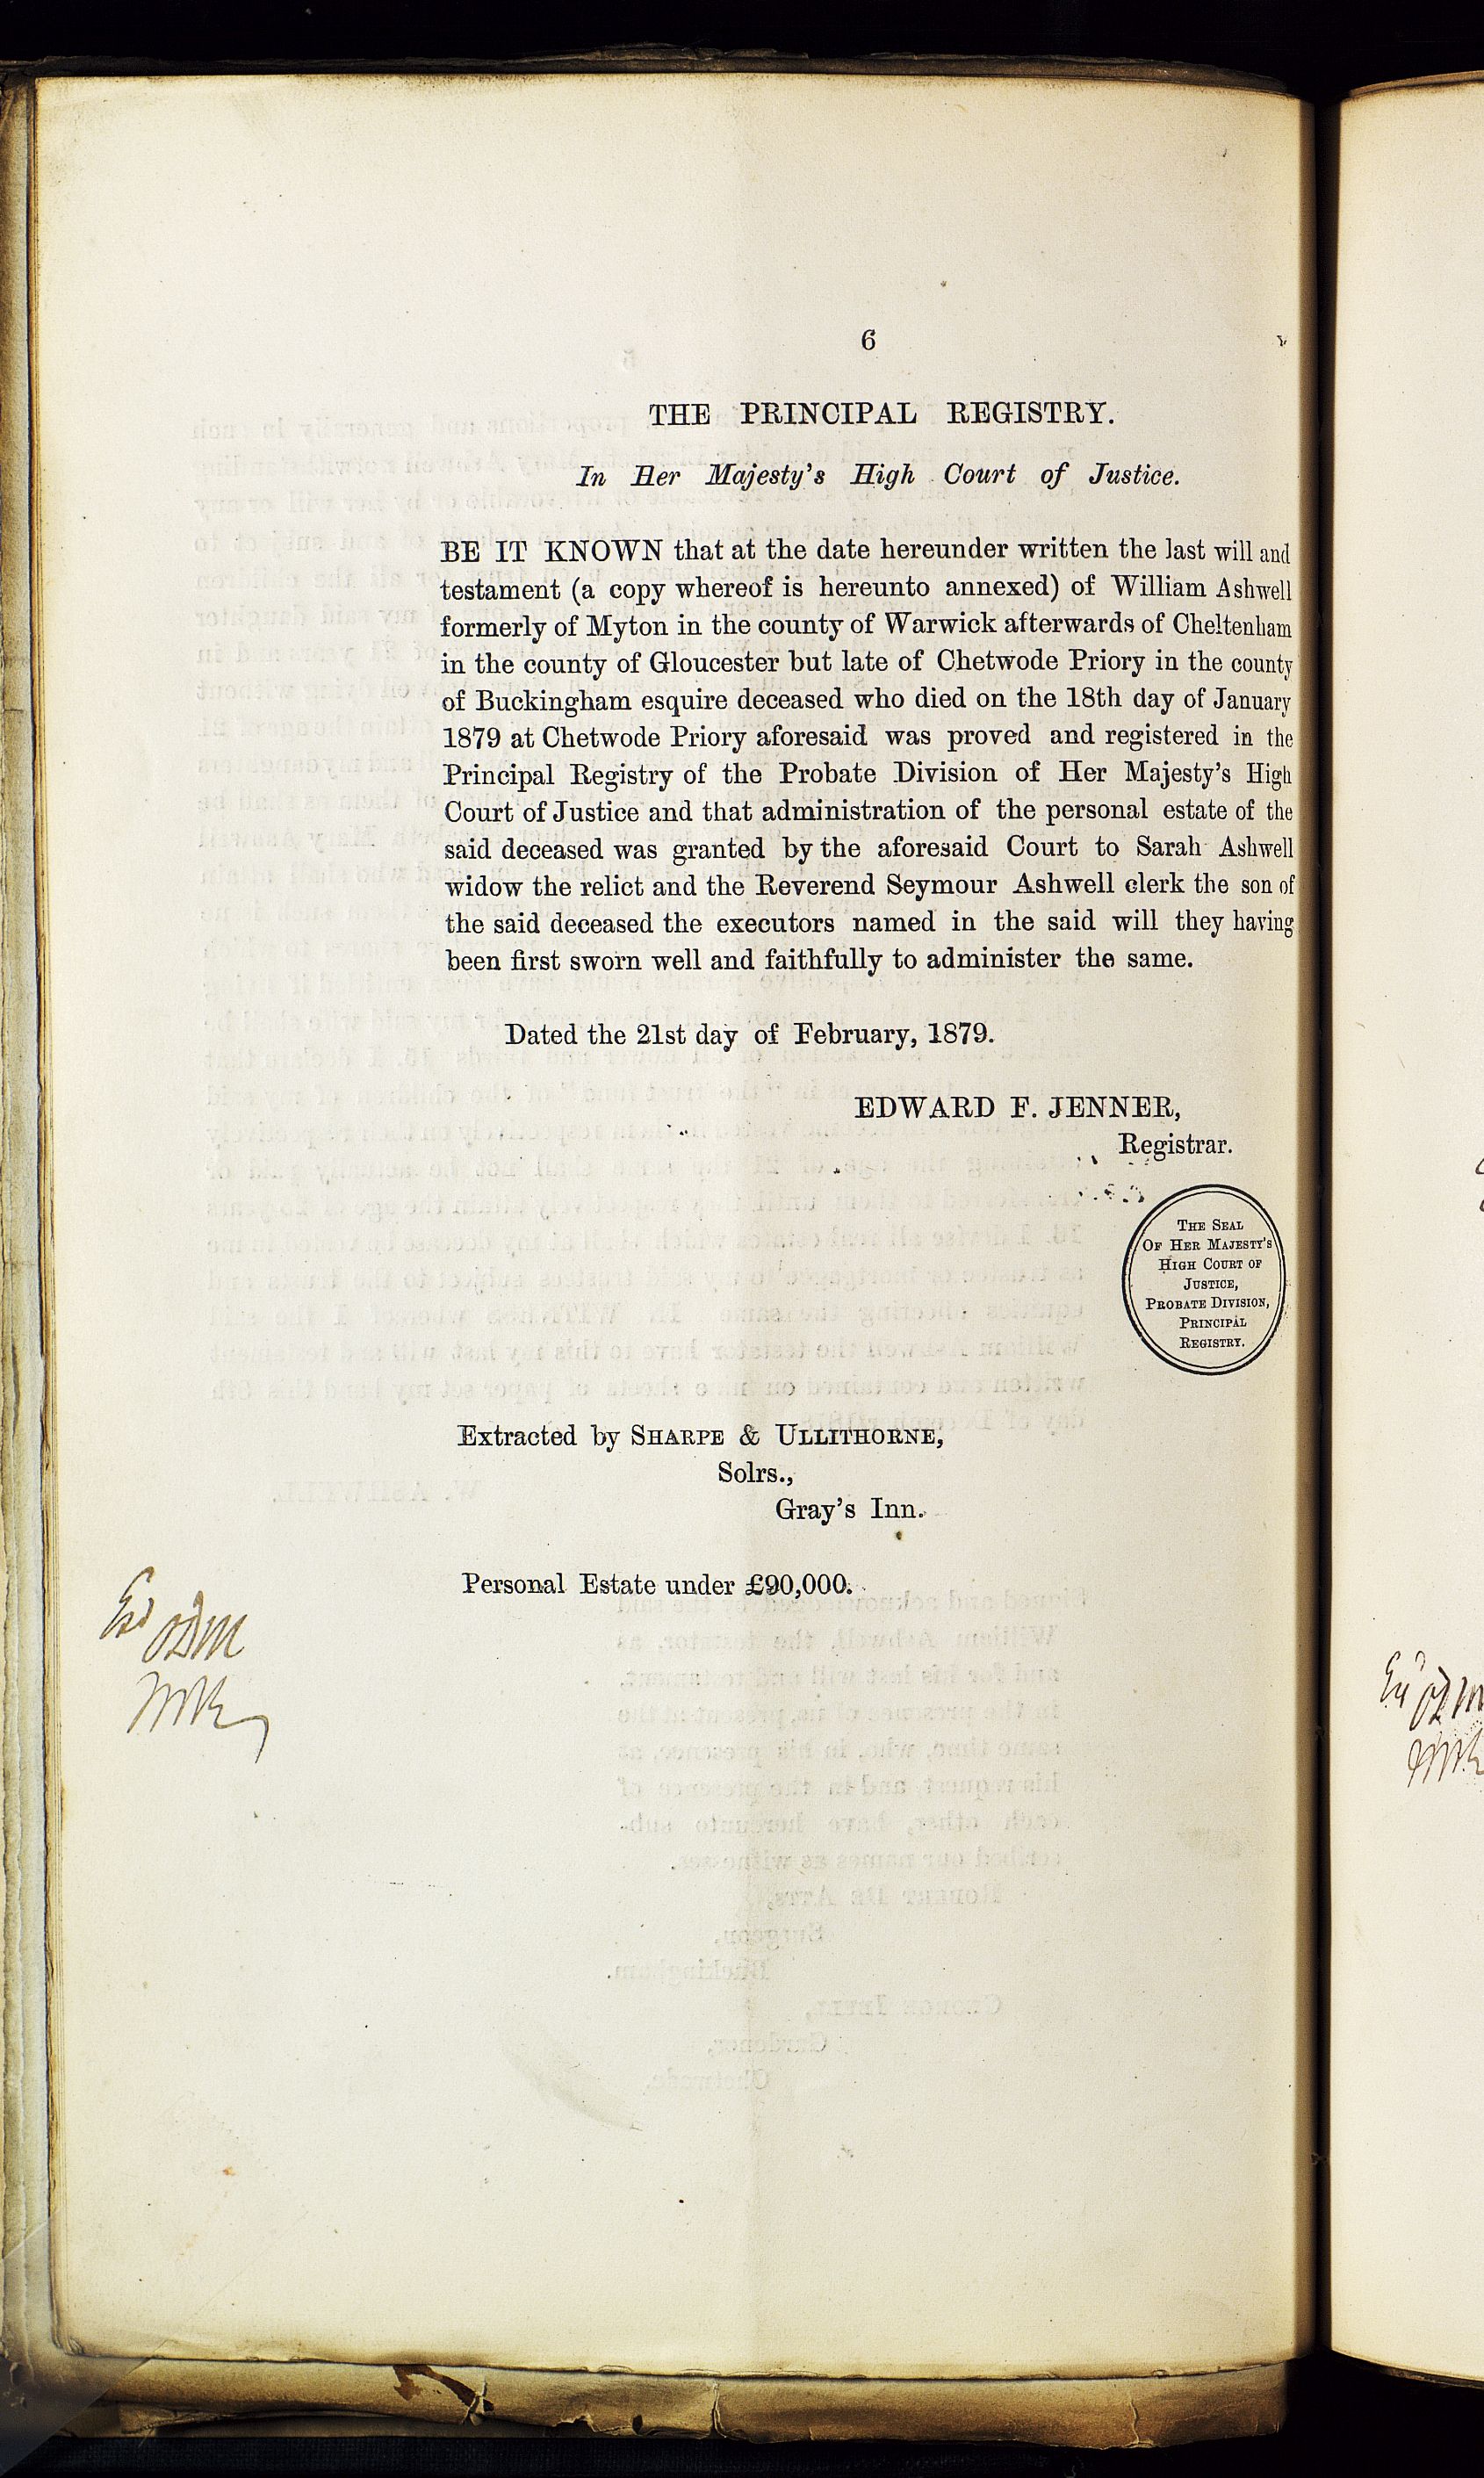 6
THE PRINCIPAL REGISTRY.
In Her Majesty's High Court of Justice.
BE IT KNOWN that at the date hereunder written the last will and
testament (a copy whereof is hereunto annexed) of William Ashwell
formerly of Myton in the county of Warwick afterwards of Cheltenham
in the county of Gloucester but late of Chetwode Priory in the county
of Buckingham esquire deceased who died on the 18th day of January
1879 at Chetwode Priory aforesaid was proved and registered in the
Principal Registry of the Probate Division of Her Majesty's High
Court of Justice and that administration of the personal estate of the
said deceased was granted by the aforesaid Court to Sarah Ashwell
widow the relict and the Reverend Seymour Ashwell clerk the son of
the said deceased the executors named in the said will they having
been first sworn well and faithfully to administer the same.
Dated the 21st day of February, 1879.
EDWARD F. JENNER,
Registrar.
THE SEAL
OF HER MAJESTY'S
HIGH COURT OF
JUSTICE,
PROBATE DIVISION,
PRINCIPAL
REGISTRY.
Extracted by SHARPE & ULLITHORNE,
Solrs.,
Gray's Inn.
Personal Estate under £90,000.